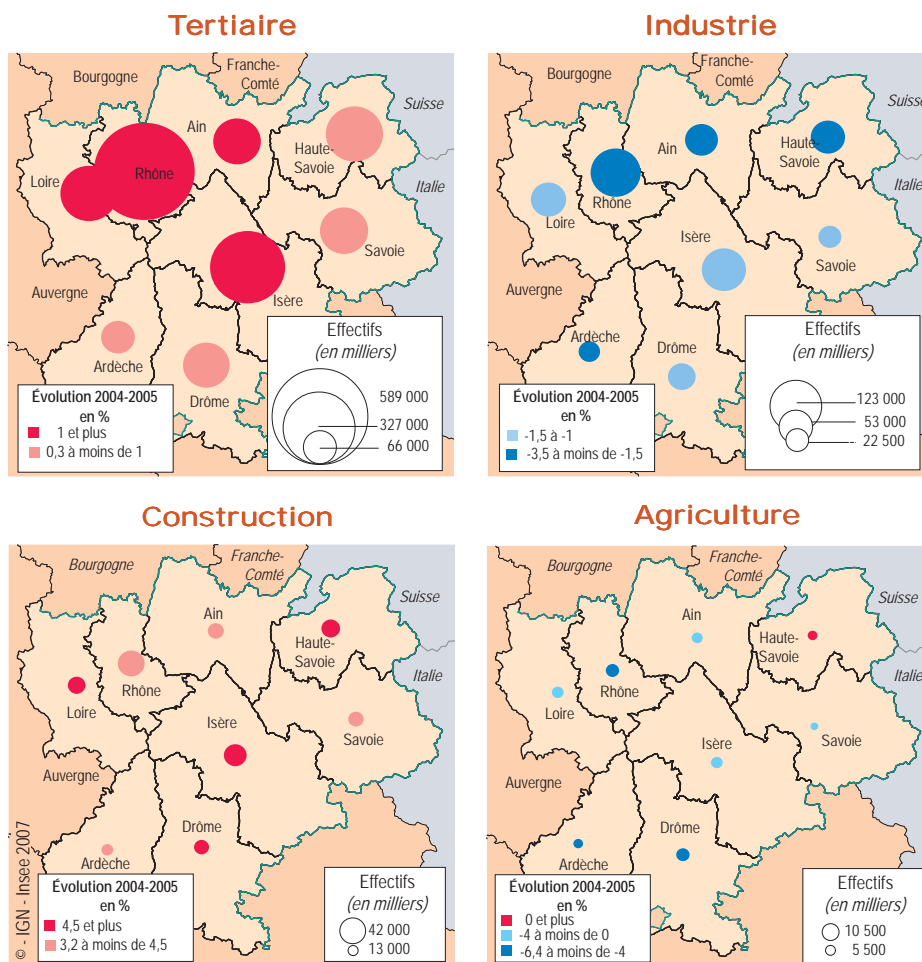 Tertiaire
Bourgogne
Franche-
Comté
Suisse
Italie
Ain
Haute-
Savoie
Loire
Rhône
Savoie
Isère
Auvergne
Ardèche
Drôme
Évolution 2004-2005
en %
1 et plus
0,3 à moins de 1
Effectifs
(en milliers)
589 000
327 000
66 000
Industrie
Bourgogne
Franche-
Comté
Suisse
Italie
Ain
Haute-
Savoie
Loire
Rhône
Isère
Savoie
Auvergne
Ardèche
Drôme
Évolution 2004-2005
en %
-1,5 à -1
-3,5 à moins de -1,5
Effectifs
(en milliers)
123 000
53 000
22 500
Construction
Bourgogne
Franche-
Comté
Suisse
Italie
Ain
Haute-
Savoie
Rhône
Loire
Isère
Savoie
Auvergne
Drôme
Ardèche
© - IGN - Insee 2007
Évolution 2004-2005
en %
4,5 et plus
3,2 à moins de 4,5
Effectifs
(en milliers)
42 000
13 000
Agriculture
Bourgogne
Franche-
Comté
Suisse
Italie
Ain
Haute-
Savoie
Rhône
Loire
Isère
Savoie
Auvergne
Drôme
Ardèche
Évolution 2004-2005
en %
0 et plus
-4 à moins de 0
-6,4 à moins de -4
Effectifs
(en milliers)
10 500
5 500